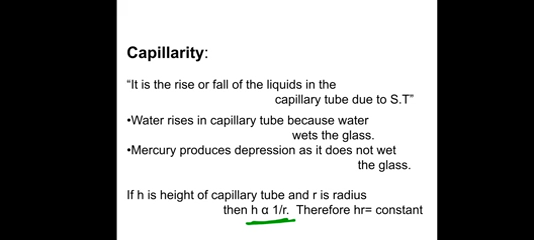 Capillarity:
“It is the rise or fall of the liquids in the
capillary tube due to S.T”
•Water rises in capillary tube because water
wets the glass.
•Mercury produces depression as it does not wet
the glass.
If h is height of capillary tube and r is radius
then h α 1/r. Therefore hr= constant